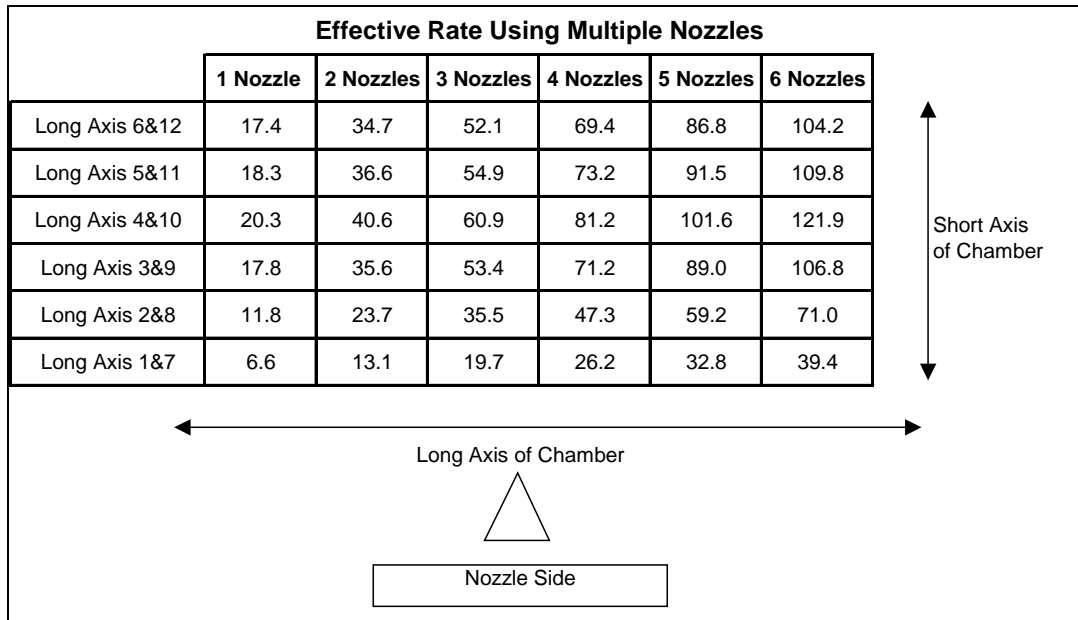 Effective Rate Using Multiple Nozzles
1 Nozzle 2 Nozzles 3 Nozzles 4 Nozzles 5 Nozzles 6 Nozzles
Long Axis 6&12 17.4 34.7 52.1 69.4 86.8 104.2
Long Axis 5&11 18.3 36.6 54.9 73.2 91.5 109.8
Long Axis 4&10 20.3 40.6 60.9 81.2 101.6 121.9
Long Axis 3&9 17.8 35.6 53.4 71.2 89.0 106.8
Long Axis 2&8 11.8 23.7 35.5 47.3 59.2 71.0
Long Axis 1&7 6.6 13.1 19.7 26.2 32.8 39.4
Short Axis
of Chamber
Long Axis of Chamber
Nozzle Side